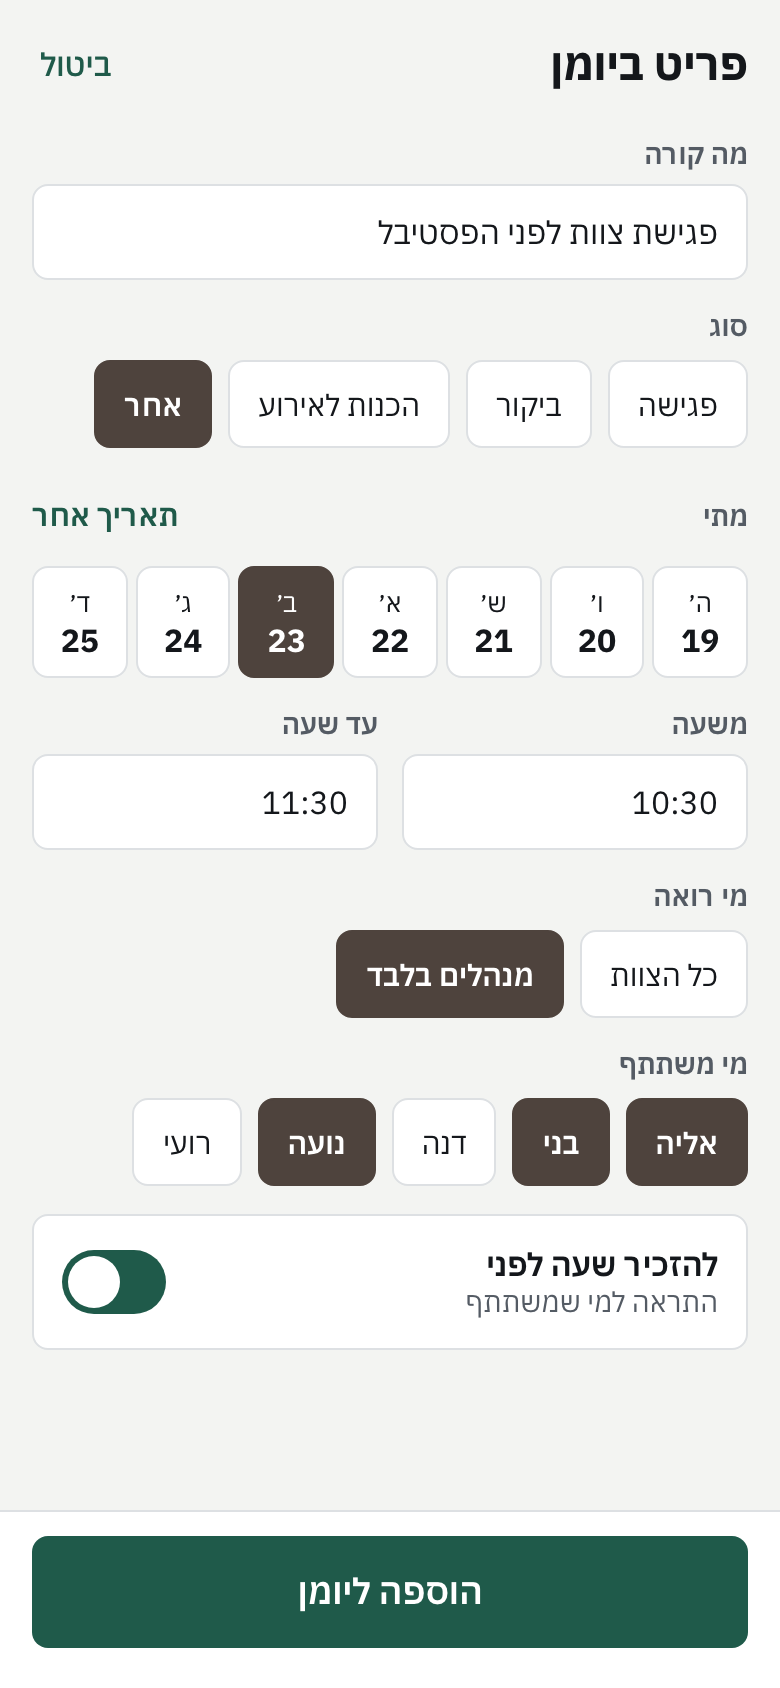 פריט ביומן
ביטול
מה קורה
פגישת צוות לפני הפסטיבל
סוג
פגישה ביקור הכנות לאירוע אחר
מתי
תאריך אחר
ה׳ ו׳ ש׳ א׳ ב׳ ג׳ ד׳
19 20 21 22 23 24 25
משעה עד שעה
10:30 11:30
מי רואה
כל הצוות מנהלים בלבד
מי משתתף
אליה בני דנה נועה רועי
להזכיר שעה לפני
התראה למי שמשתתף
הוספה ליומן